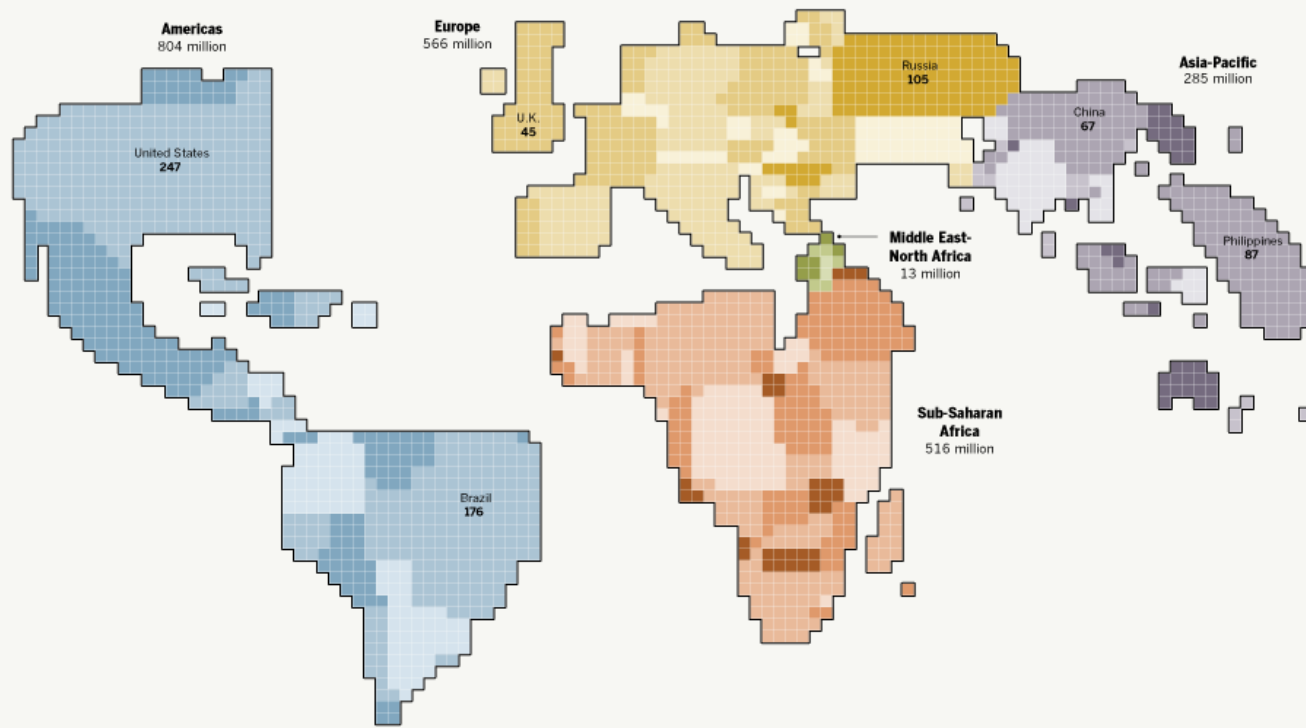 Americas
804 million
Europe
566 million
Asia-Pacific
285 million
Russia
105
China
67
U.K.
45
United States
247
Middle East-
North Africa
13 million
Philippines
87
Sub-Saharan
Africa
516 million
Brazil
176